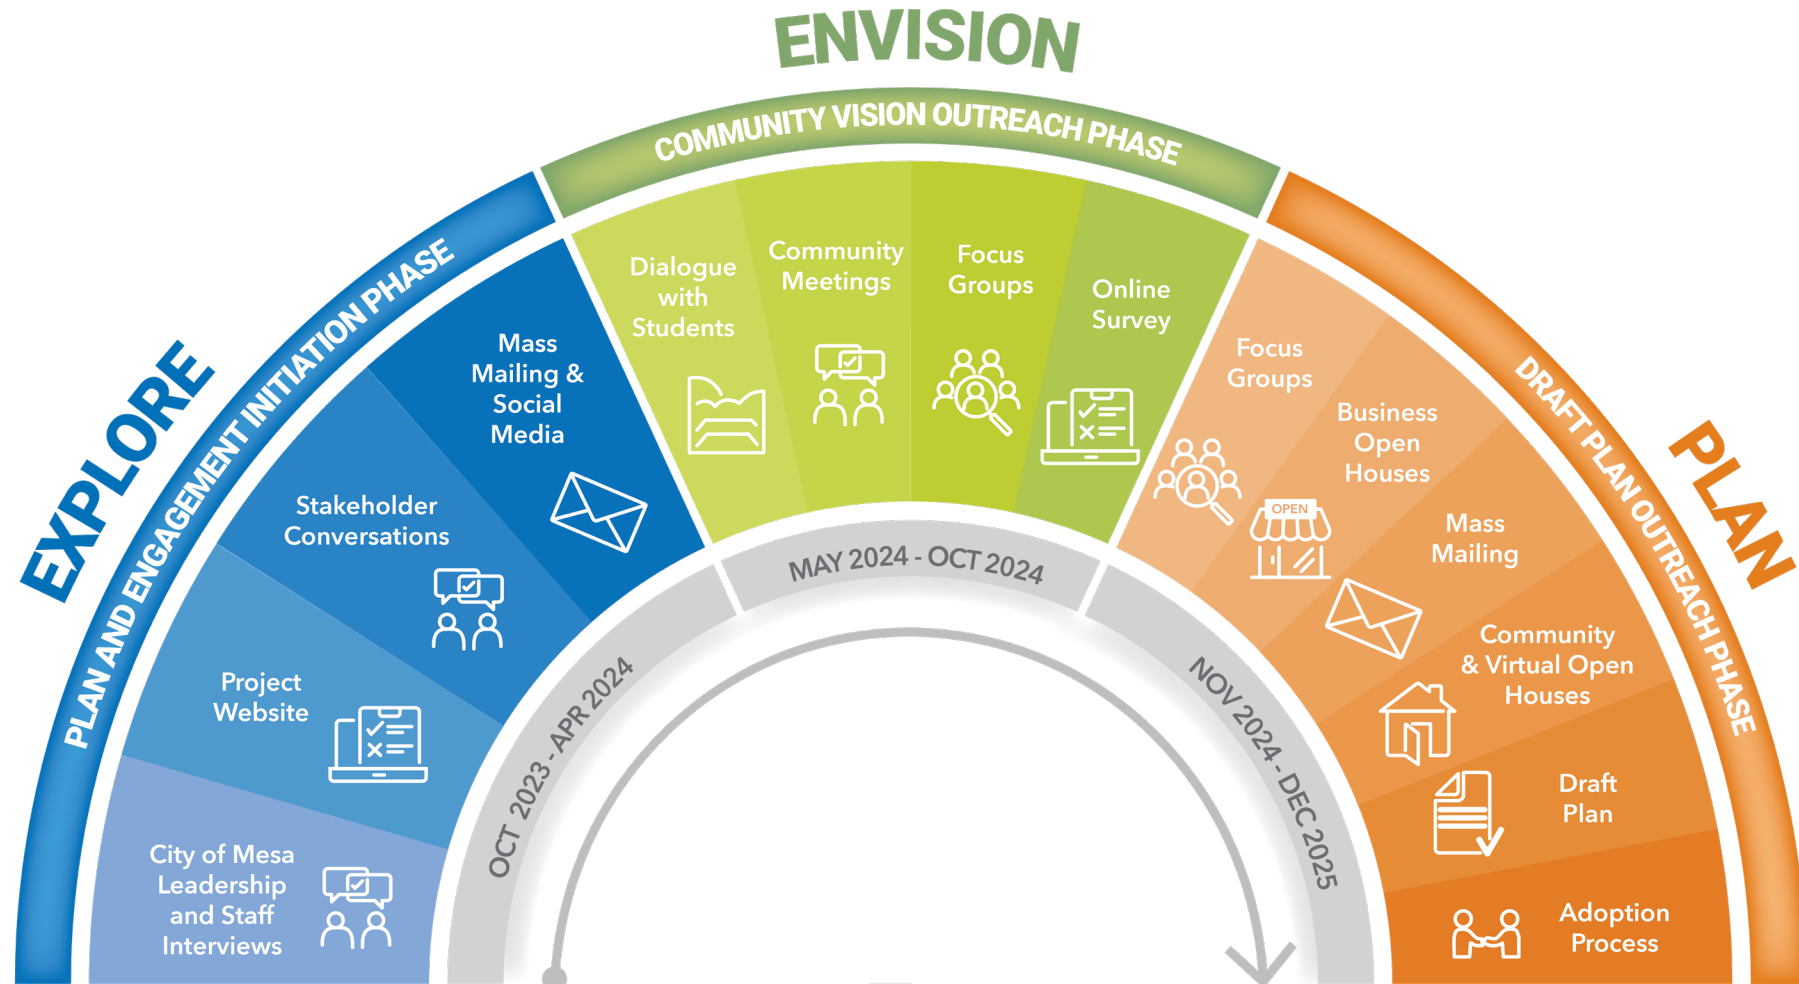 ENVISION
COMMUNITY VISION OUTREACH PHASE
EXPLORE
PLAN AND ENGAGEMENT INITIATION PHASE
PLAN
DRAFT PLAN OUTREACH PHASE
City of Mesa
Leadership
and Staff
Interviews
Project
Website
Stakeholder
Conversations
Mass
Mailing &
Social
Media
Dialogue
with
Students
Community
Meetings
Focus
Groups
Online
Survey
Focus
Groups
Business
Open
Houses
OPEN
Mass
Mailing
Community
& Virtual Open
Houses
Draft
Plan
Adoption
Process
OCT 2023 - APR 2024
MAY 2024 - OCT 2024
NOV 2024 - DEC 2025